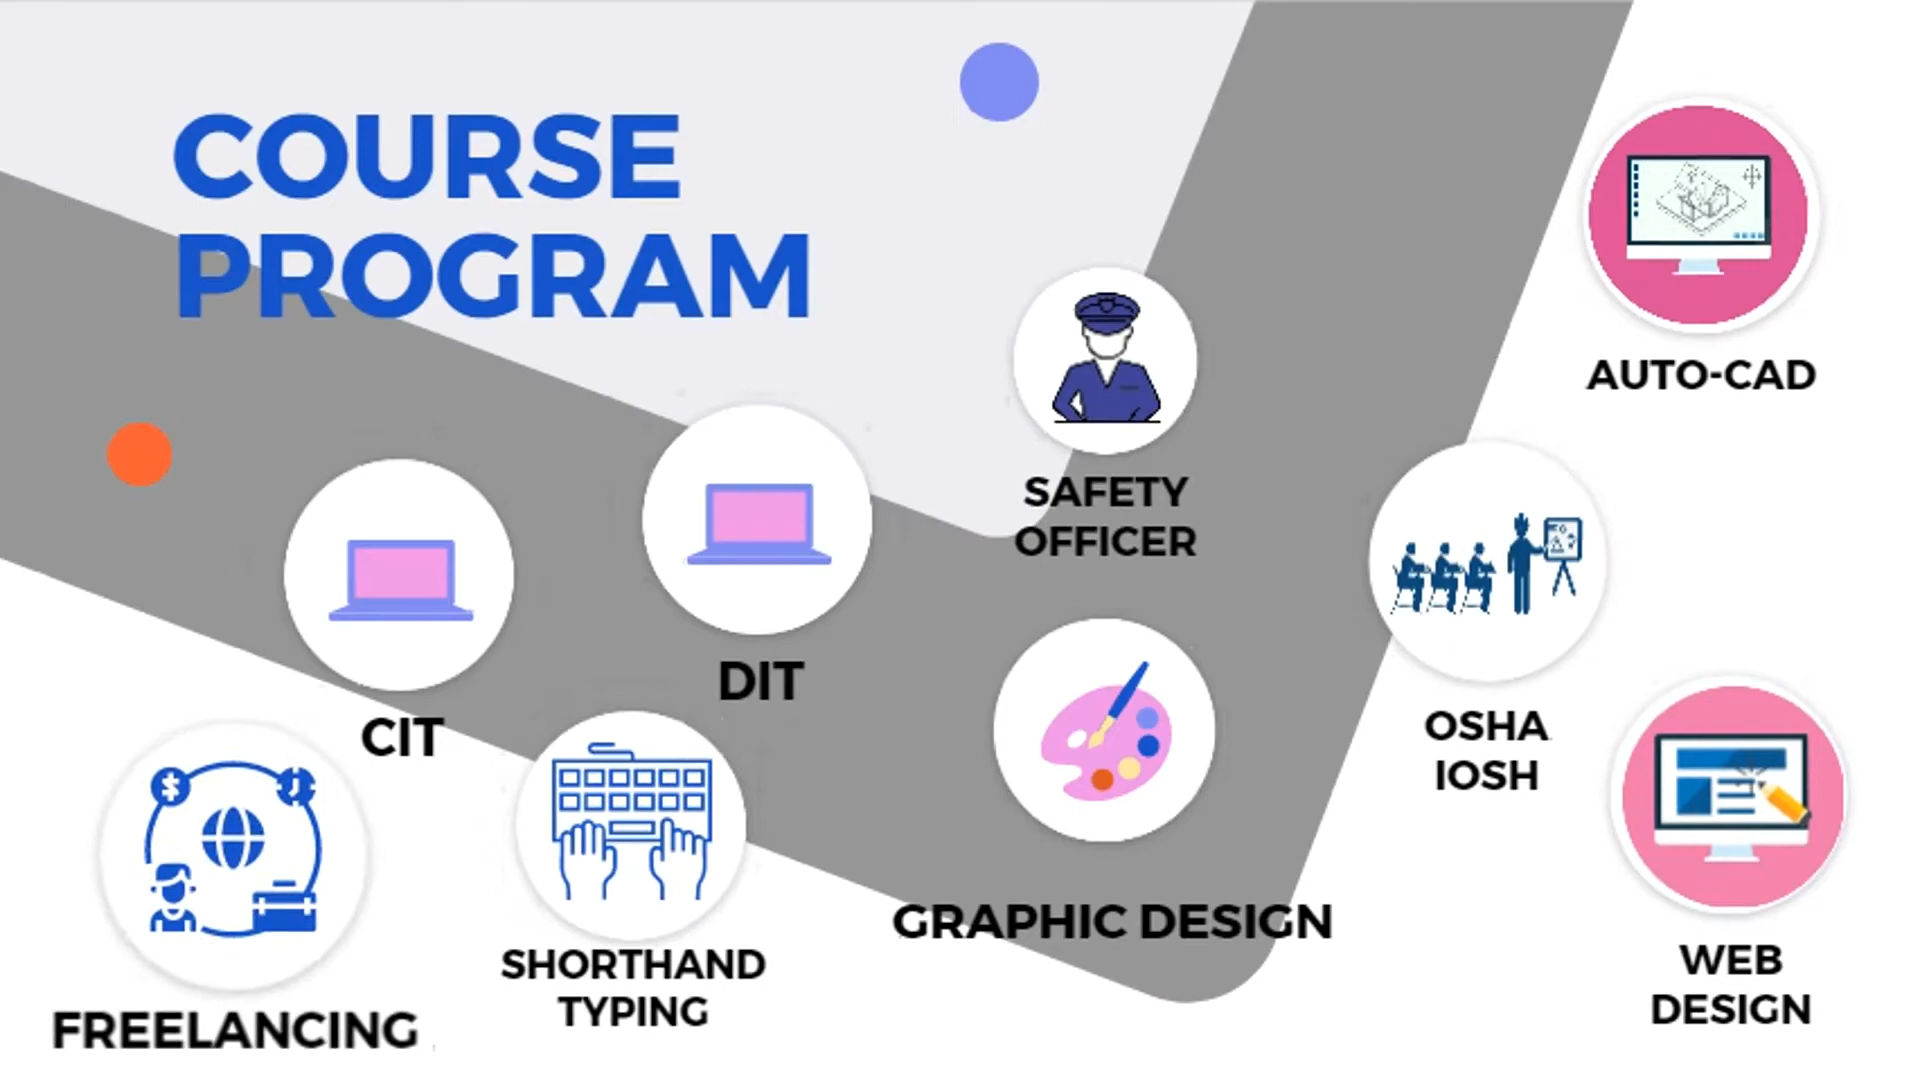 COURSE
PROGRAM
AUTO-CAD
SAFETY
OFFICER
DIT
CIT
OSHA
IOSH
GRAPHIC DESIGN
SHORTHAND
TYPING
WEB
DESIGN
FREELANCING